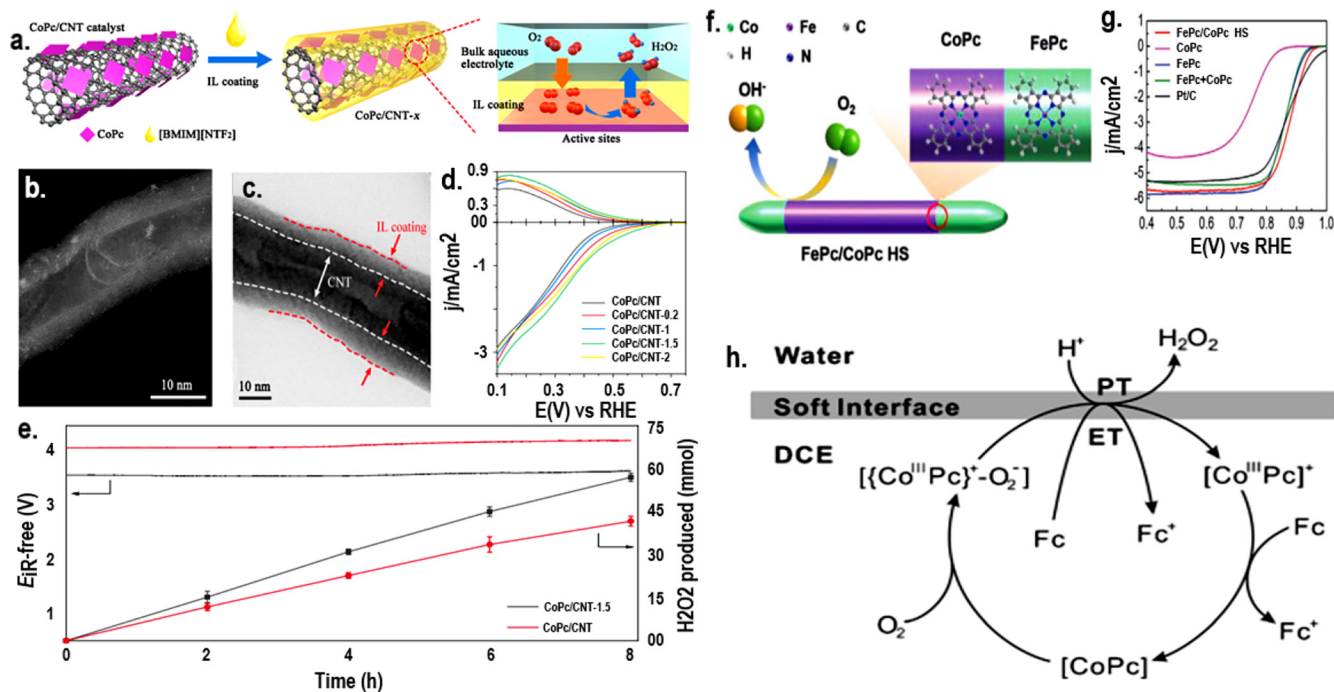 a.
CoPc/CNT catalyst
IL coating
CoPc
[BMIM][NTF₂]
CoPc/CNT-x
O₂
H₂O₂
Bulk aqueous
electrolyte
IL coating
Active sites
b.
10 nm
c.
IL coating
CNT
10 nm
d.
j/mA/cm2
0.9
0.3
00
-1
-3
CoPc/CNT
CoPc/CNT-0.2
CoPc/CNT-1
CoPc/CNT-1.5
CoPc/CNT-2
0.1 0.3 0.5 0.7
E(V) vs RHE
e.
EiR-free (V)
4
3
2
1
75
60
45
30
15
00
H2O2 produced (mmol)
CoPc/CNT-1.5
CoPc/CNT
0 2 4 6 8
Time (h)
f.
Co Fe C
H N
CoPc FePc
OH⁻
O₂
FePc/CoPc HS
g.
j/mA/cm2
0
-1
-2
-3
-4
-5
-6
FePc/CoPc HS
CoPc
FePc
FePc+CoPc
Pt/C
0.4 0.5 0.6 0.7 0.8 0.9 1.0
E(V) vs RHE
h.
Water
H⁺
H₂O₂
PT
Soft Interface
ET
DCE
[{CoᴵᴵᴵPc}⁺-O₂⁻]
[CoᴵᴵᴵPc]⁺
Fc
Fc⁺
Fc
Fc⁺
O₂
[CoPc]